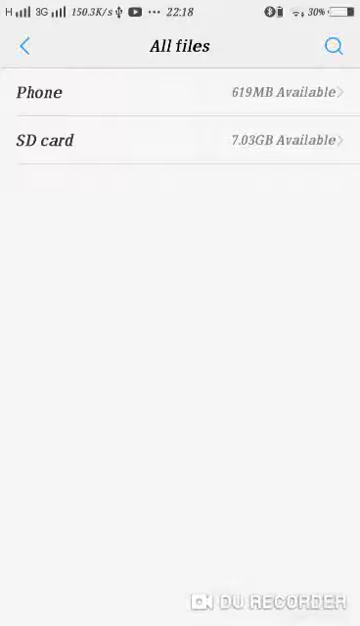 H 3G 150.3K/s ••• 22:18 30%
All files
Phone 619MB Available
SD card 7.03GB Available
DU RECORDER